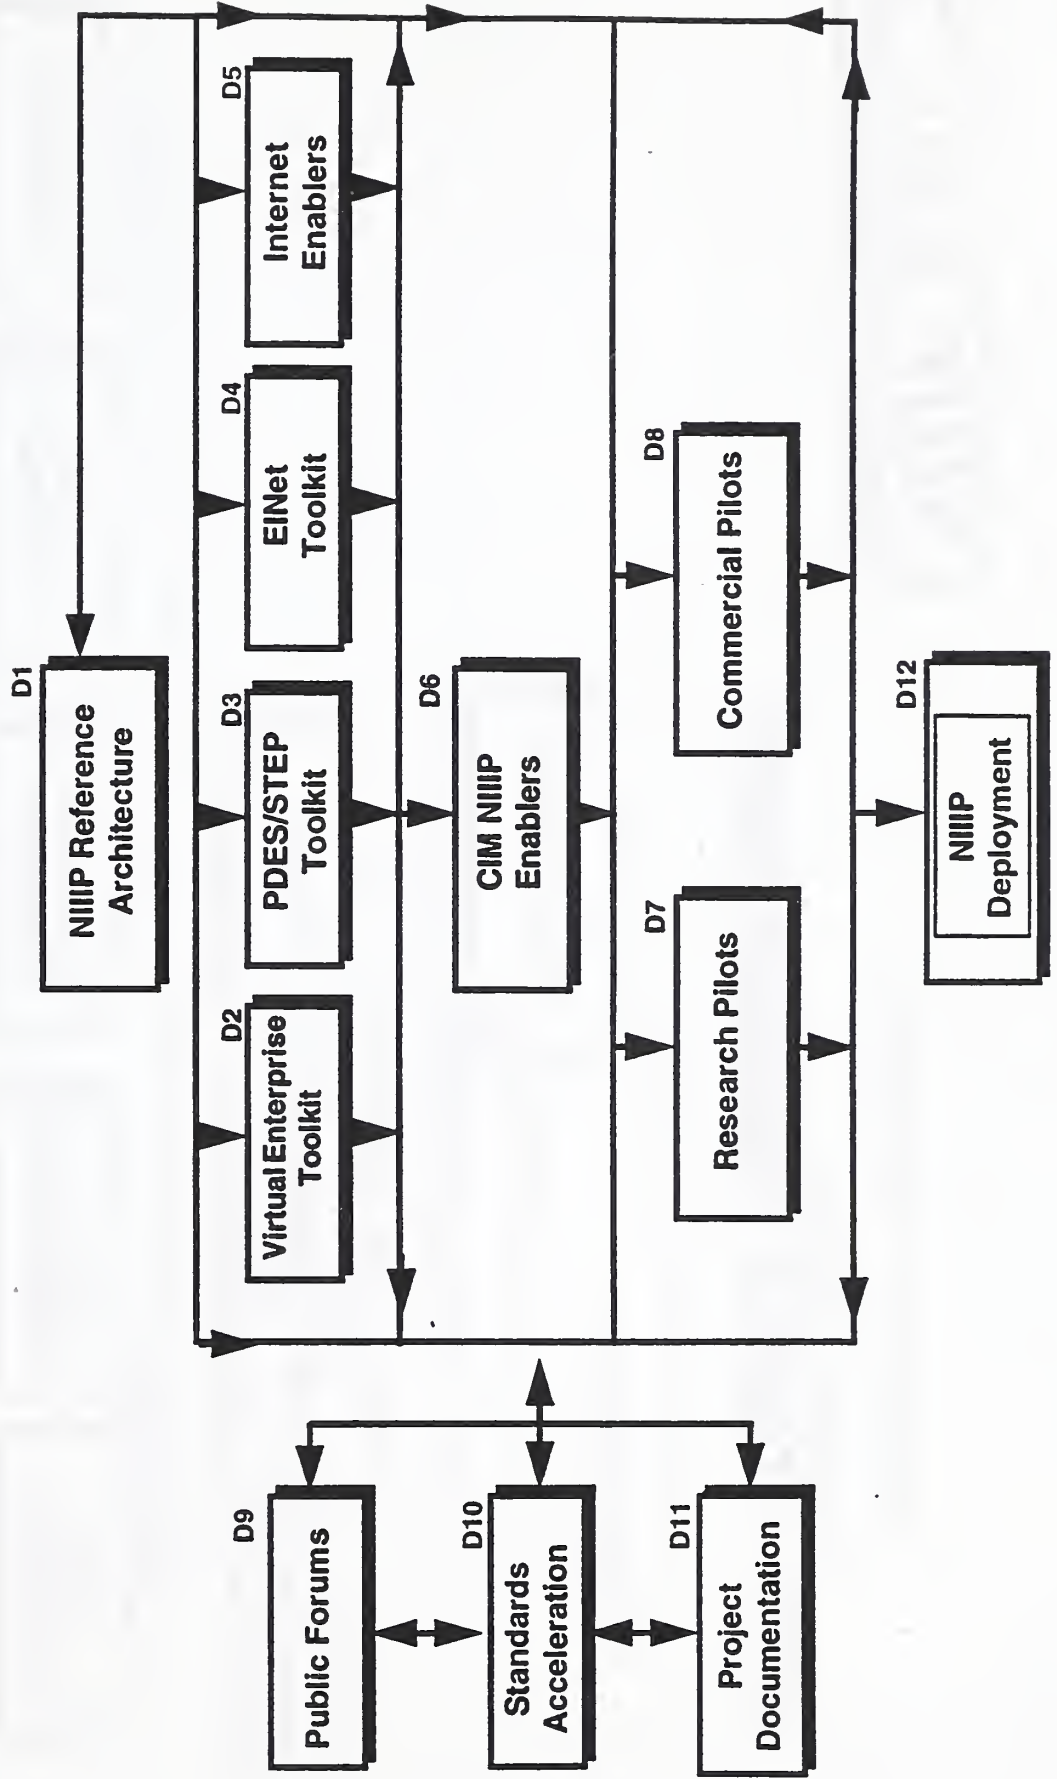 D1
NIIIP Reference
Architecture
D2
Virtual Enterprise
Toolkit
D3
PDES/STEP
Toolkit
D4
EINet
Toolkit
D5
Internet
Enablers
D6
CIM NIIIP
Enablers
D7
Research Pilots
D8
Commercial Pilots
D9
Public Forums
D10
Standards
Acceleration
D11
Project
Documentation
D12
NIIIP
Deployment